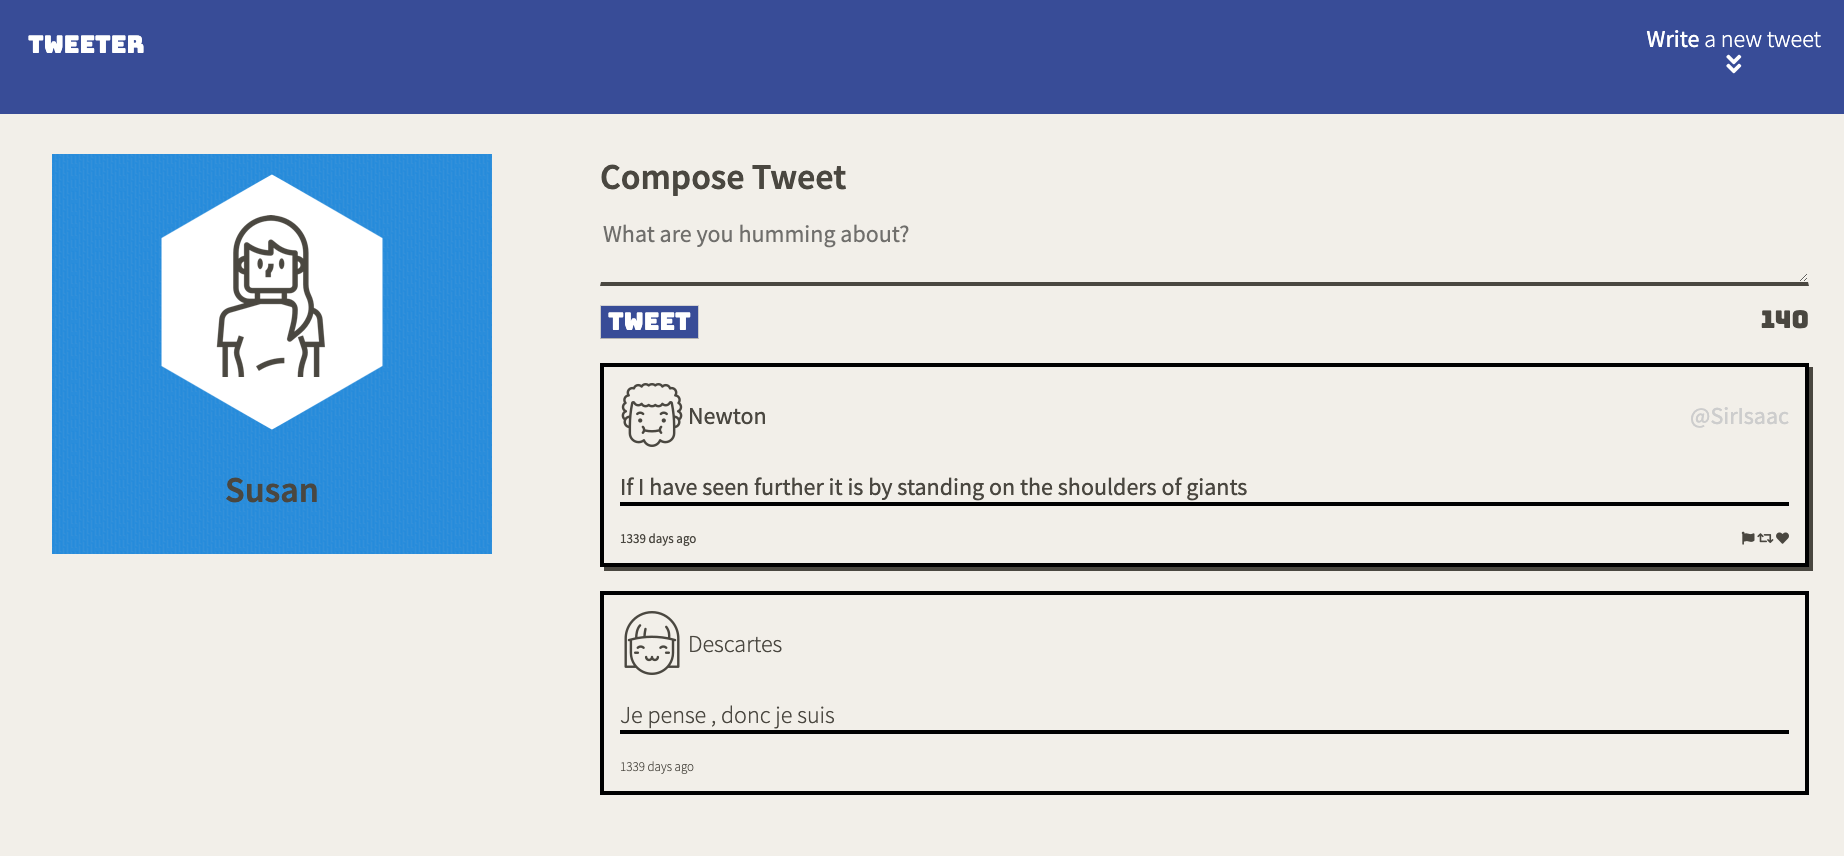 TWEETER
Write a new tweet
Susan
Compose Tweet
What are you humming about?
TWEET
140
Newton
@SirIsaac
If I have seen further it is by standing on the shoulders of giants
1339 days ago
Descartes
Je pense , donc je suis
1339 days ago